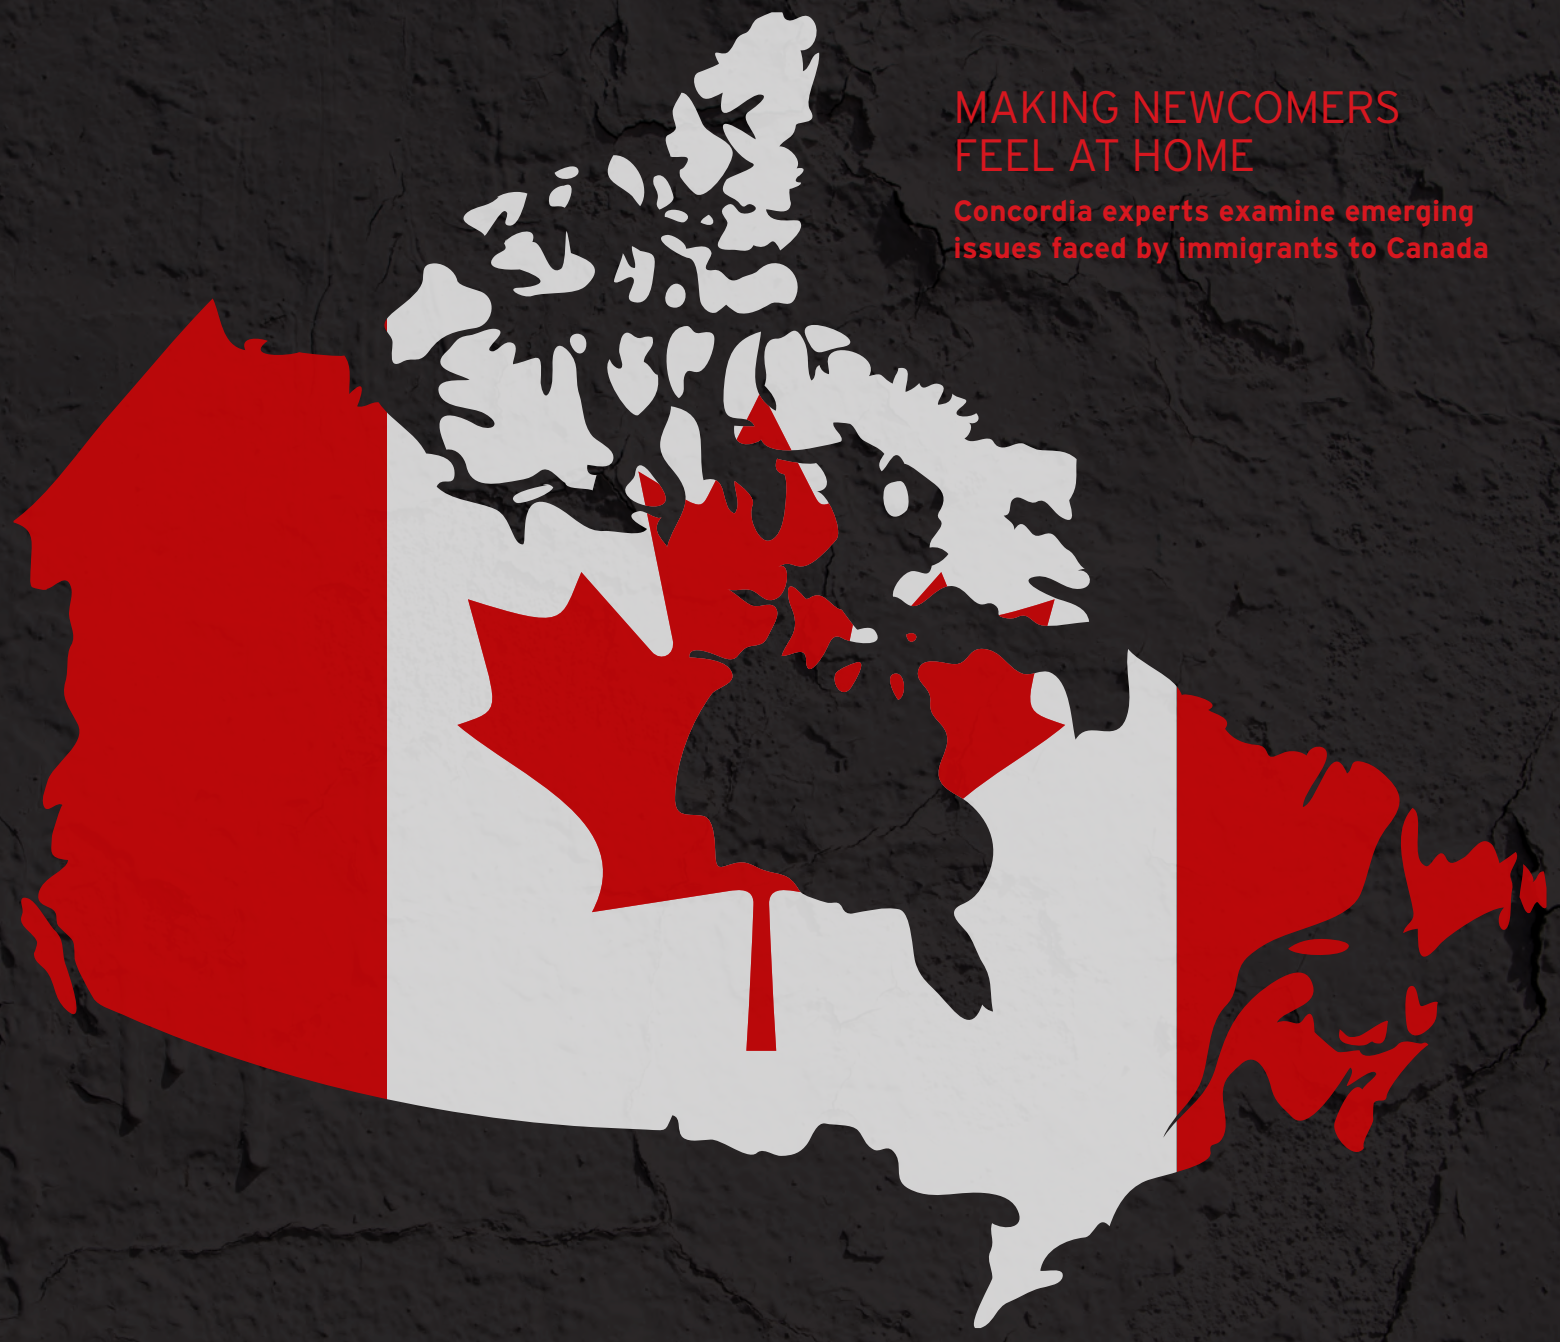 MAKING NEWCOMERS
FEEL AT HOME
Concordia experts examine emerging
issues faced by immigrants to Canada